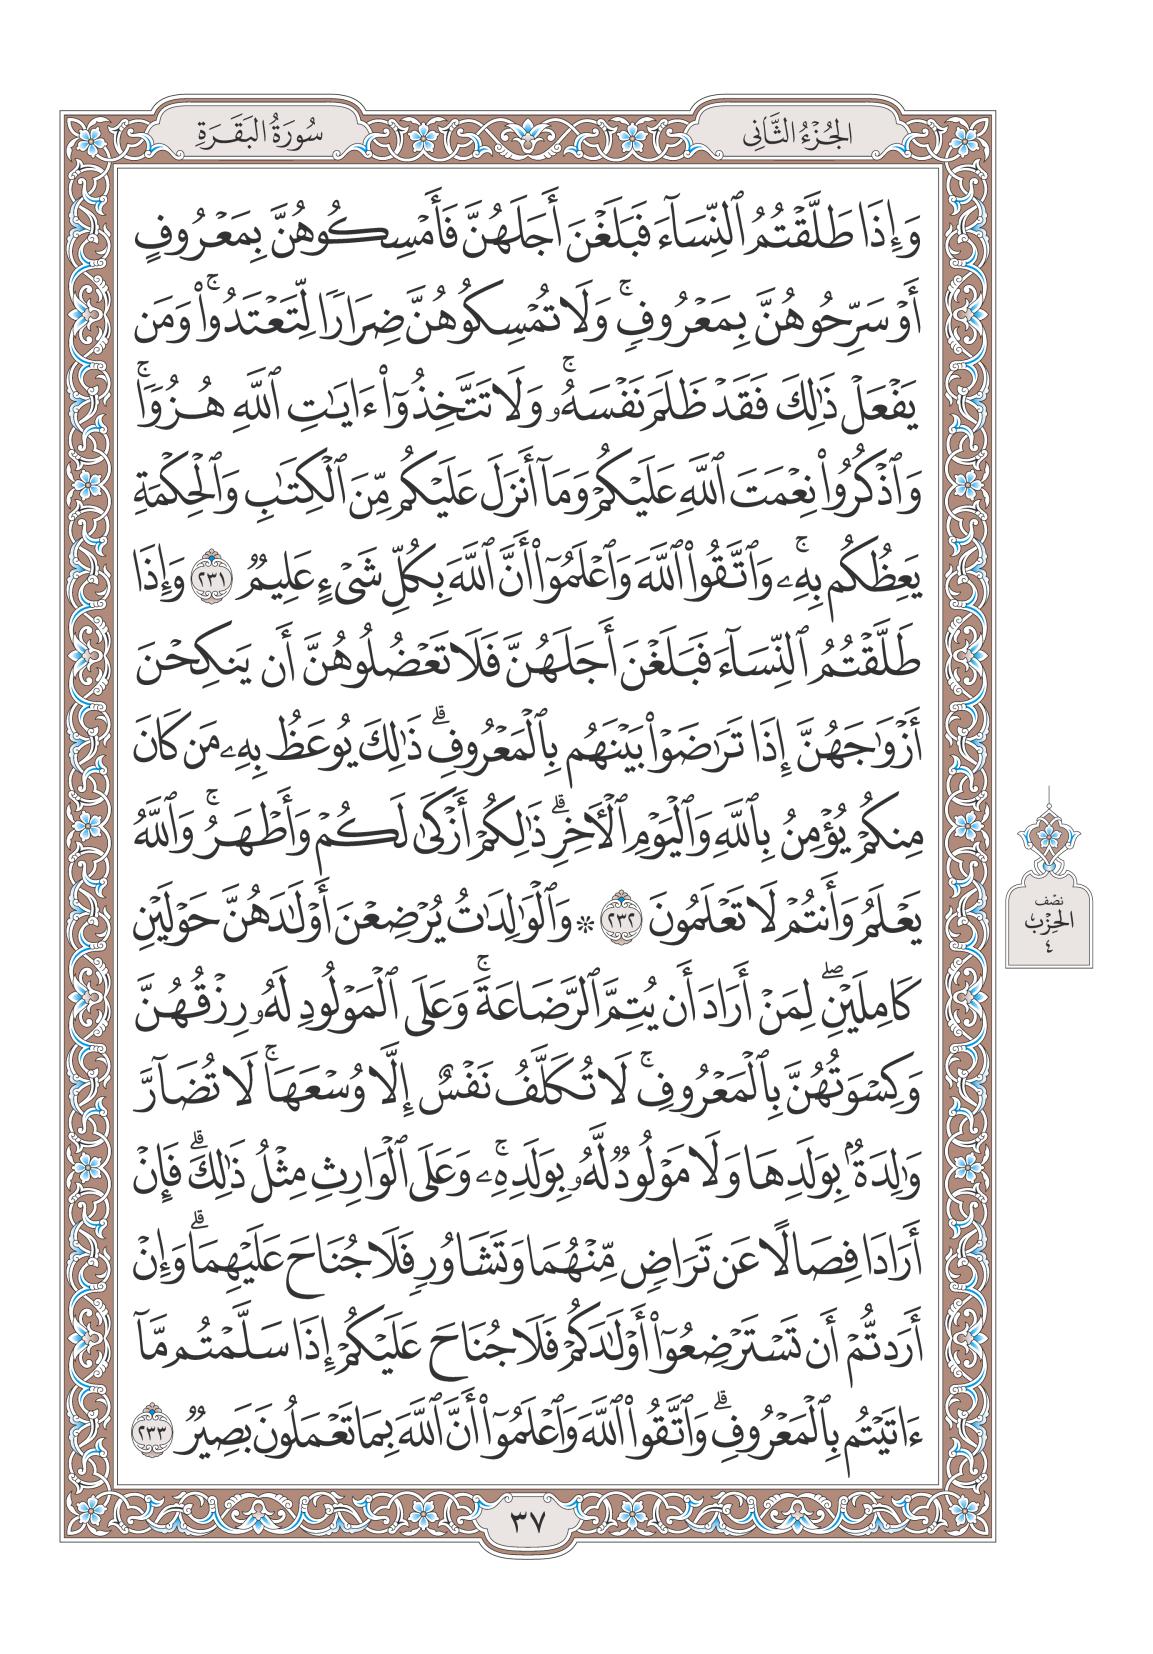 الجُزْءُ الثَّانِي
سُورَةُ البَقَرَةِ
وَإِذَا طَلَّقْتُمُ ٱلنِّسَآءَ فَبَلَغْنَ أَجَلَهُنَّ فَأَمْسِكُوهُنَّ بِمَعْرُوفٍ
أَوْ سَرِّحُوهُنَّ بِمَعْرُوفٖۚ وَلَا تُمْسِكُوهُنَّ ضِرَارٗا لِّتَعْتَدُواْۚ وَمَن
يَفْعَلْ ذَٰلِكَ فَقَدْ ظَلَمَ نَفْسَهُۥۚ وَلَا تَتَّخِذُوٓاْ ءَايَٰتِ ٱللَّهِ هُزُوٗاۚ
وَٱذْكُرُواْ نِعْمَتَ ٱللَّهِ عَلَيْكُمْ وَمَآ أَنزَلَ عَلَيْكُم مِّنَ ٱلْكِتَٰبِ وَٱلْحِكْمَةِ
يَعِظُكُم بِهِۦۚ وَٱتَّقُواْ ٱللَّهَ وَٱعْلَمُوٓاْ أَنَّ ٱللَّهَ بِكُلِّ شَيْءٍ عَلِيمٞ ٢٣١ وَإِذَا
طَلَّقْتُمُ ٱلنِّسَآءَ فَبَلَغْنَ أَجَلَهُنَّ فَلَا تَعْضُلُوهُنَّ أَن يَنكِحْنَ
أَزْوَٰجَهُنَّ إِذَا تَرَٰضَوْاْ بَيْنَهُم بِٱلْمَعْرُوفِۗ ذَٰلِكَ يُوعَظُ بِهِۦ مَن كَانَ
مِنكُمْ يُؤْمِنُ بِٱللَّهِ وَٱلْيَوْمِ ٱلْأٓخِرِۗ ذَٰلِكُمْ أَزْكَىٰ لَكُمْ وَأَطْهَرُۚ وَٱللَّهُ
يَعْلَمُ وَأَنتُمْ لَا تَعْلَمُونَ ٢٣٢ ۞ وَٱلْوَٰلِدَٰتُ يُرْضِعْنَ أَوْلَٰدَهُنَّ حَوْلَيْنِ
كَامِلَيْنِۖ لِمَنْ أَرَادَ أَن يُتِمَّ ٱلرَّضَاعَةَۚ وَعَلَى ٱلْمَوْلُودِ لَهُۥ رِزْقُهُنَّ
وَكِسْوَتُهُنَّ بِٱلْمَعْرُوفِۚ لَا تُكَلَّفُ نَفْسٌ إِلَّا وُسْعَهَاۚ لَا تُضَآرَّ
وَٰلِدَةُۢ بِوَلَدِهَا وَلَا مَوْلُودٞ لَّهُۥ بِوَلَدِهِۦۚ وَعَلَى ٱلْوَارِثِ مِثْلُ ذَٰلِكَۗ فَإِنْ
أَرَادَا فِصَالًا عَن تَرَاضٖ مِّنْهُمَا وَتَشَاوُرٖ فَلَا جُنَاحَ عَلَيْهِمَاۗ وَإِنْ
أَرَدتُّمْ أَن تَسْتَرْضِعُوٓاْ أَوْلَٰدَكُمْ فَلَا جُنَاحَ عَلَيْكُمْ إِذَا سَلَّمْتُم مَّآ
ءَاتَيْتُم بِٱلْمَعْرُوفِۗ وَٱتَّقُواْ ٱللَّهَ وَٱعْلَمُوٓاْ أَنَّ ٱللَّهَ بِمَا تَعْمَلُونَ بَصِيرٞ ٢٣٣
نصْف
الحِزْب
٤
٣٧